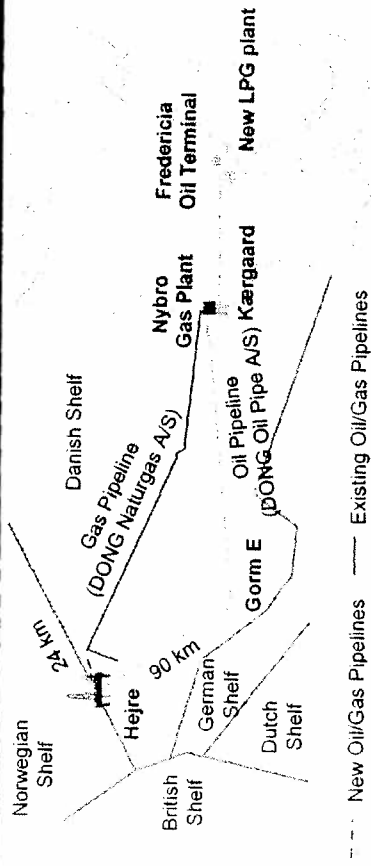 Norwegian
Shelf
24 km
Danish Shelf
Gas Pipeline
(DONG Naturgas A/S)
Nybro
Gas Plant
Fredericia
Oil Terminal
Hejre
90 km
British
Shelf
German
Shelf
Dutch
Shelf
Gorm E
Oil Pipeline
(DONG Oil Pipe A/S)
Kærgaard
New LPG plant
New Oil/Gas Pipelines
Existing Oil/Gas Pipelines